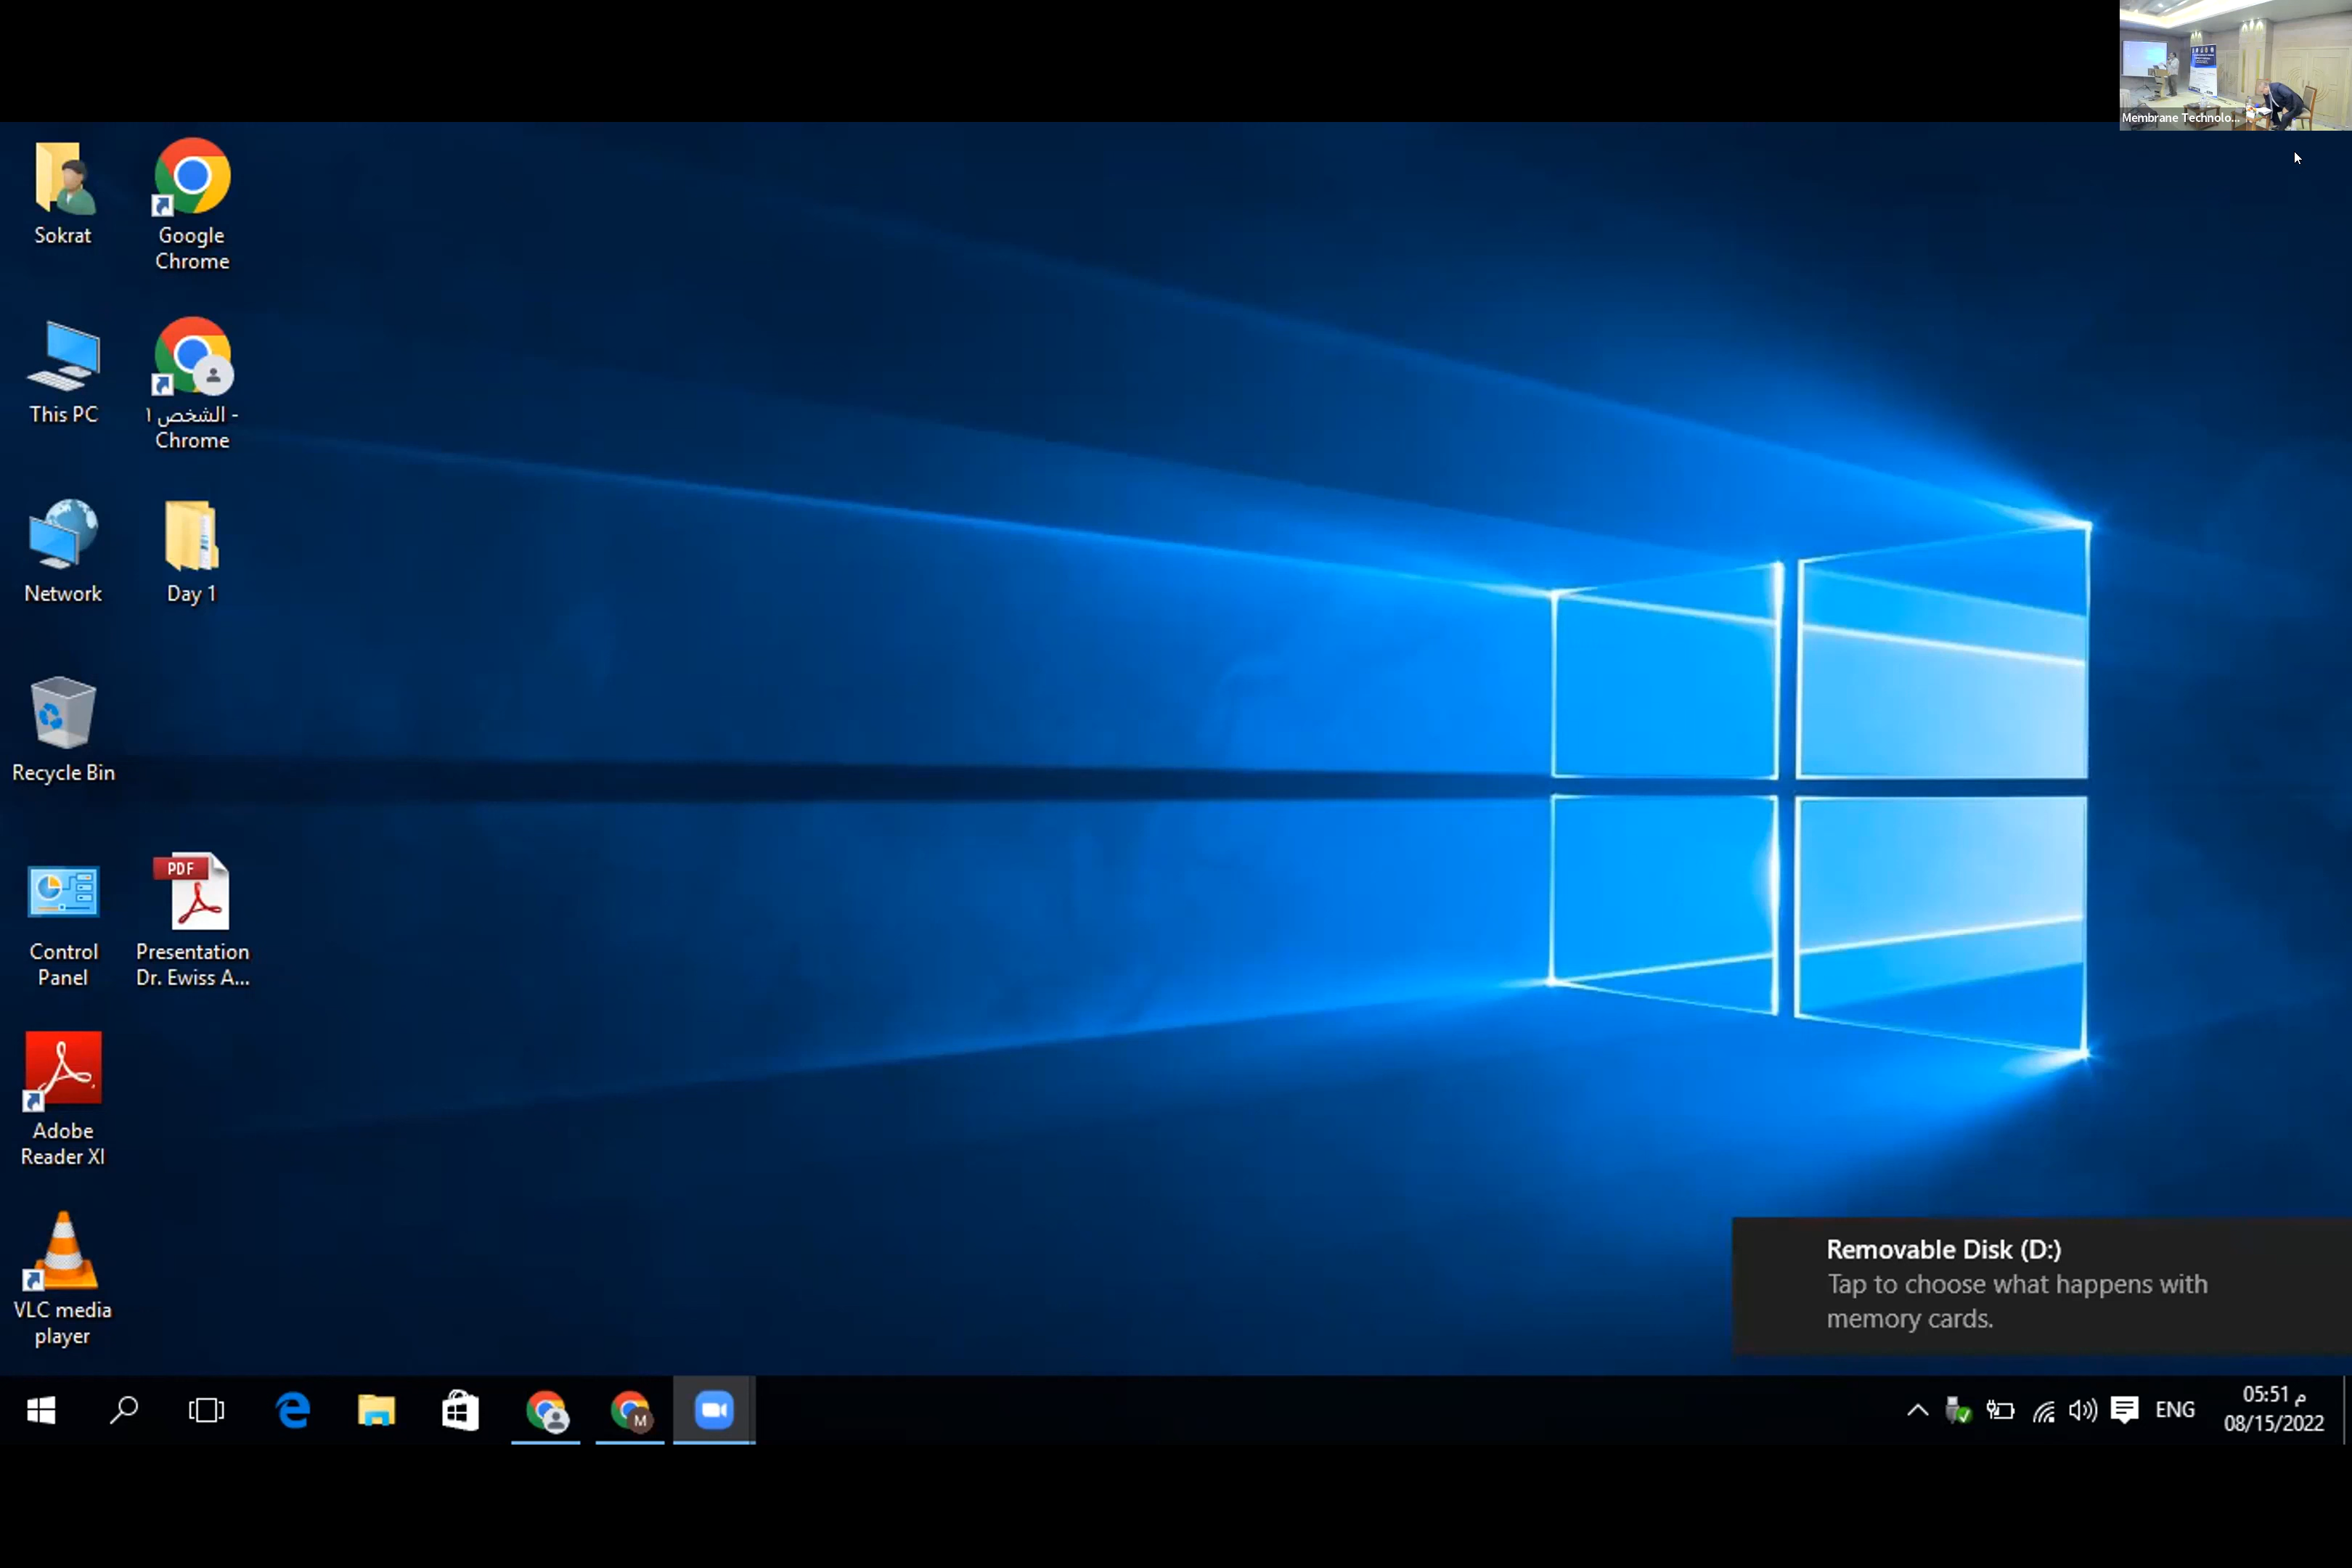 Membrane Technolo...
Sokrat
Google
Chrome
This PC
الشخص ١ -
Chrome
Network
Day 1
Recycle Bin
Control
Panel
PDF
Presentation
Dr. Ewiss A...
Adobe
Reader XI
VLC media
player
Removable Disk (D:)
Tap to choose what happens with
memory cards.
M
ENG
05:51 م
08/15/2022